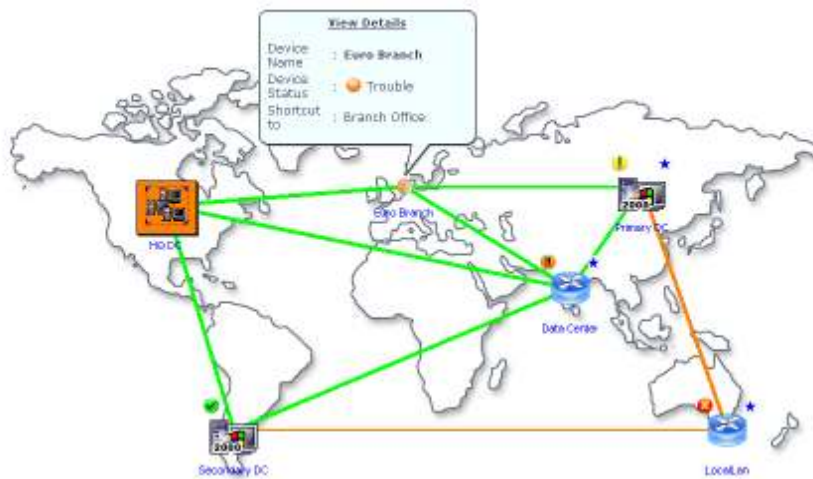 View Details
Device Name : Euro Branch
Device Status : Trouble
Shortcut to : Branch Office
Euro Branch
2003
Primary DC
HQ DC
Data Center
2000
Secondary DC
LocalLan